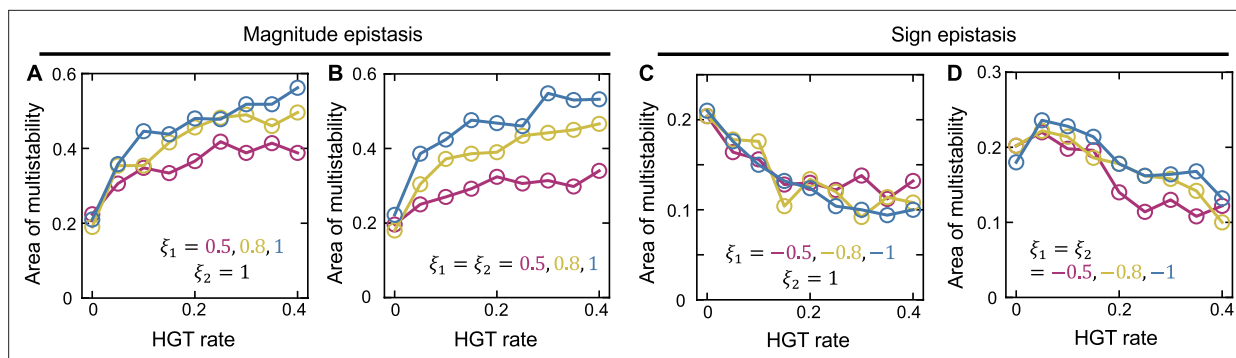 Magnitude epistasis
Sign epistasis
A
Area of multistability
0.6
0.4
0.2
0
0
0.2
0.4
HGT rate
ξ₁ = 0.5, 0.8, 1
ξ₂ = 1
B
Area of multistability
0.6
0.4
0.2
0
0
0.2
0.4
HGT rate
ξ₁ = ξ₂ = 0.5, 0.8, 1
C
Area of multistability
0.2
0.1
0
0
0.2
0.4
HGT rate
ξ₁ = −0.5, −0.8, −1
ξ₂ = 1
D
Area of multistability
0.3
0.2
0.1
0
0
0.2
0.4
HGT rate
ξ₁ = ξ₂
= −0.5, −0.8, −1